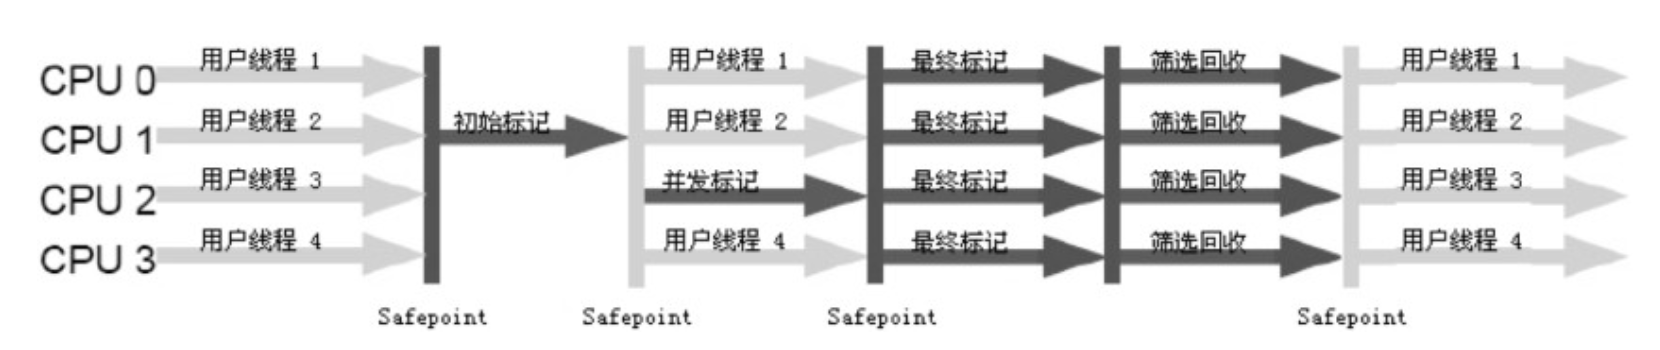 CPU 0 用户线程 1 用户线程 1 最终标记 筛选回收 用户线程 1
CPU 1 用户线程 2 初始标记 用户线程 2 最终标记 筛选回收 用户线程 2
CPU 2 用户线程 3 并发标记 最终标记 筛选回收 用户线程 3
CPU 3 用户线程 4 用户线程 4 最终标记 筛选回收 用户线程 4
Safepoint Safepoint Safepoint Safepoint